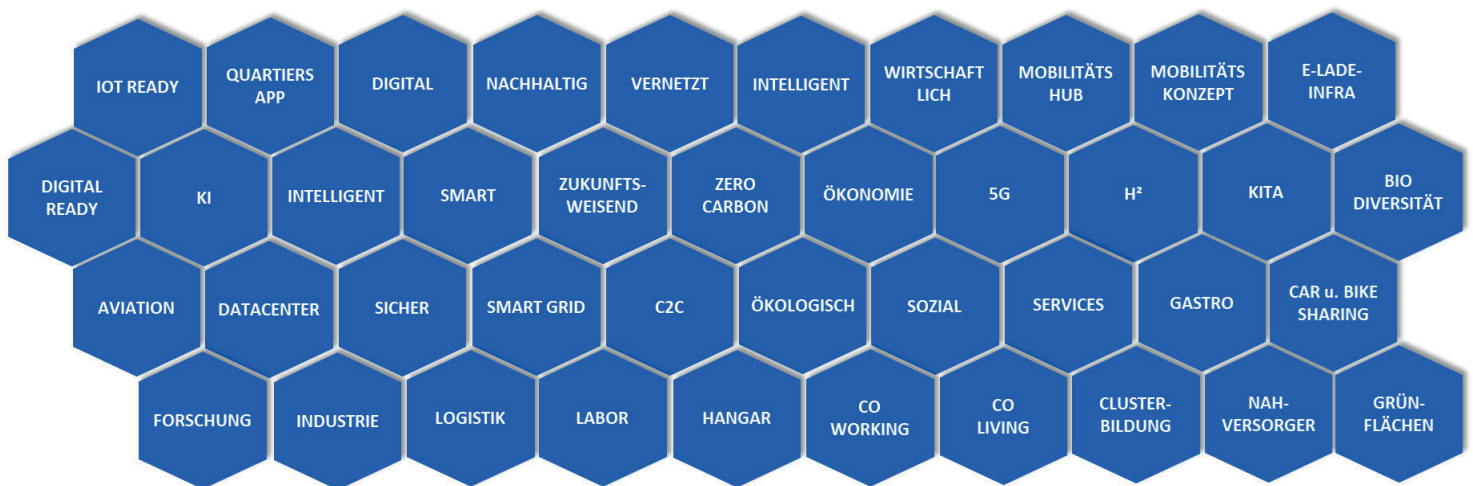 IOT READY
QUARTIERS
APP
DIGITAL
NACHHALTIG
VERNETZT
INTELLIGENT
WIRTSCHAFT
LICH
MOBILITÄTS
HUB
MOBILITÄTS
KONZEPT
E-LADE-
INFRA
DIGITAL
READY
KI
INTELLIGENT
SMART
ZUKUNFTS-
WEISEND
ZERO
CARBON
ÖKONOMIE
5G
H²
KITA
BIO
DIVERSITÄT
AVIATION
DATACENTER
SICHER
SMART GRID
C2C
ÖKOLOGISCH
SOZIAL
SERVICES
GASTRO
CAR u. BIKE
SHARING
FORSCHUNG
INDUSTRIE
LOGISTIK
LABOR
HANGAR
CO
WORKING
CO
LIVING
CLUSTER-
BILDUNG
NAH-
VERSORGER
GRÜN-
FLÄCHEN